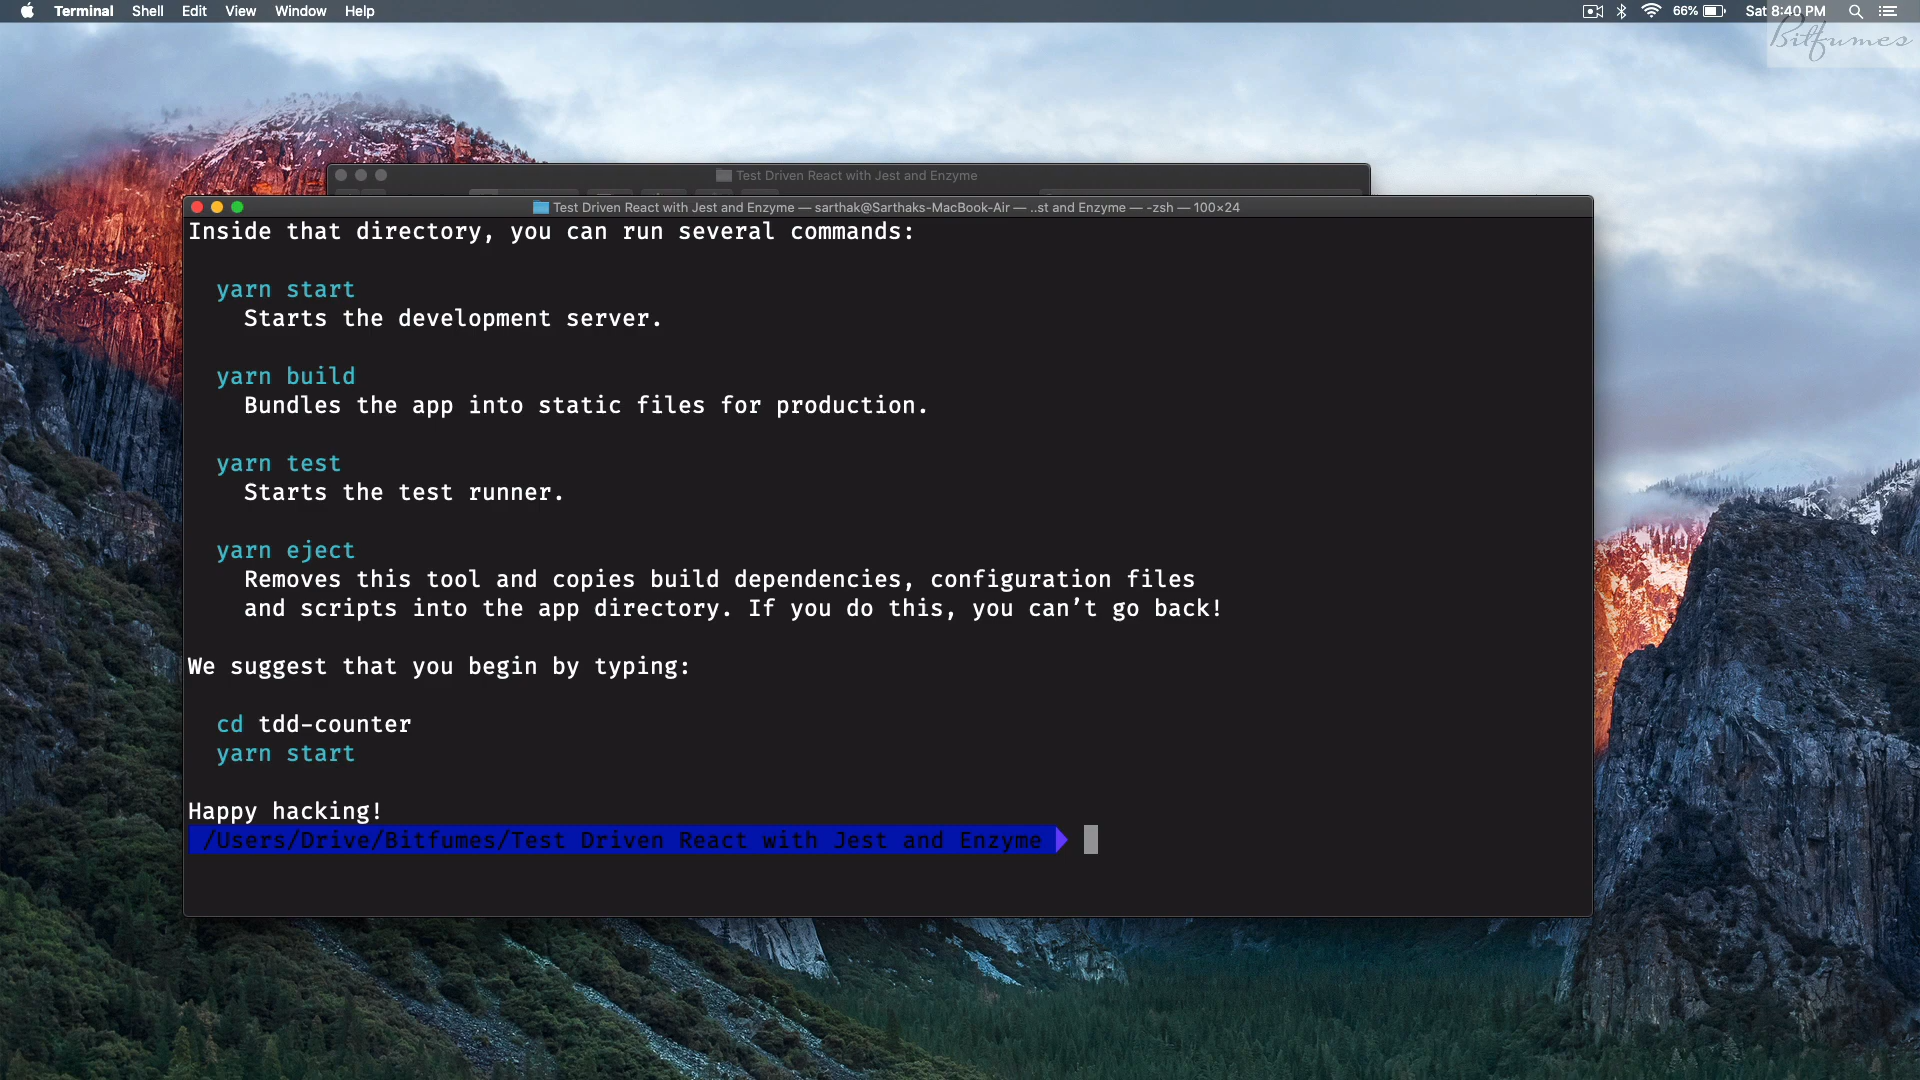 Terminal Shell Edit View Window Help
66% Sat 8:40 PM
Bitfumes
Test Driven React with Jest and Enzyme
Test Driven React with Jest and Enzyme — sarthak@Sarthaks-MacBook-Air — ..st and Enzyme — -zsh — 100×24
Inside that directory, you can run several commands:
yarn start
Starts the development server.
yarn build
Bundles the app into static files for production.
yarn test
Starts the test runner.
yarn eject
Removes this tool and copies build dependencies, configuration files
and scripts into the app directory. If you do this, you can’t go back!
We suggest that you begin by typing:
cd tdd-counter
yarn start
Happy hacking!
/Users/Drive/Bitfumes/Test Driven React with Jest and Enzyme